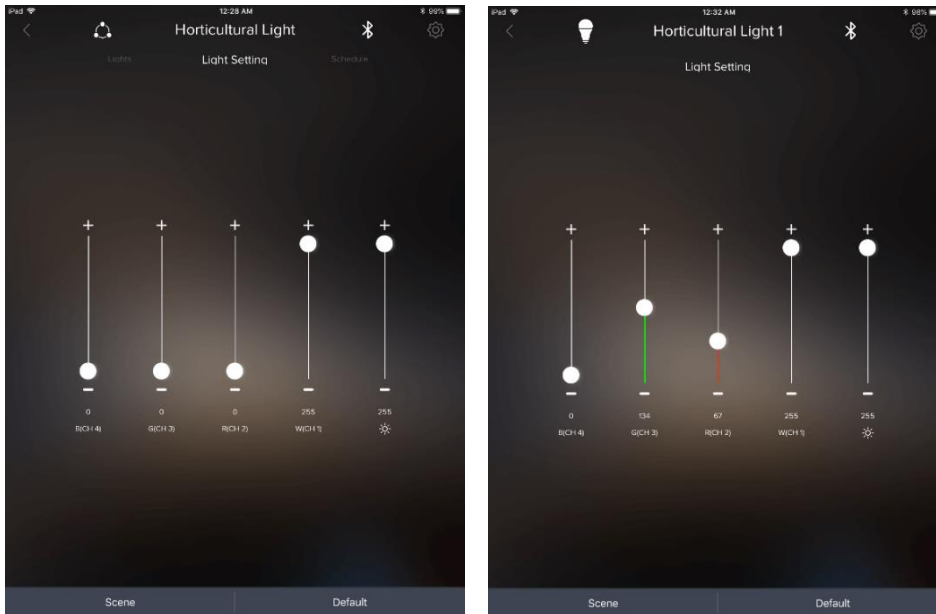 iPad 12:28 AM 98%
Horticultural Light
Lights Light Setting Schedule
+ + + + +
- - - - -
0 0 0 255 255
B(CH 4) G(CH 3) R(CH 2) W(CH 1)
Scene Default
iPad 12:32 AM 98%
Horticultural Light 1
Light Setting
+ + + + +
- - - - -
0 134 67 255 255
B(CH 4) G(CH 3) R(CH 2) W(CH 1)
Scene Default